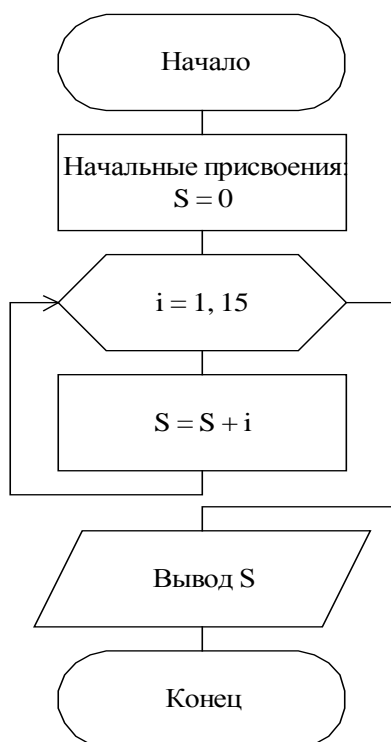 Начало
Начальные присвоения:
S = 0
i = 1, 15
S = S + i
Вывод S
Конец